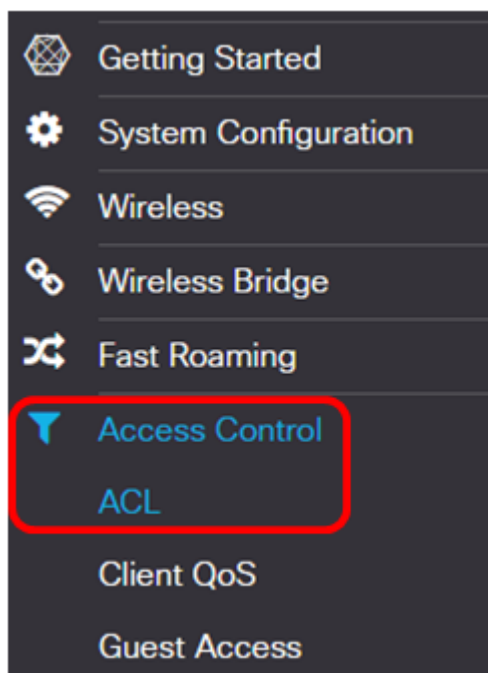 Getting Started
System Configuration
Wireless
Wireless Bridge
Fast Roaming
Access Control
ACL
Client QoS
Guest Access